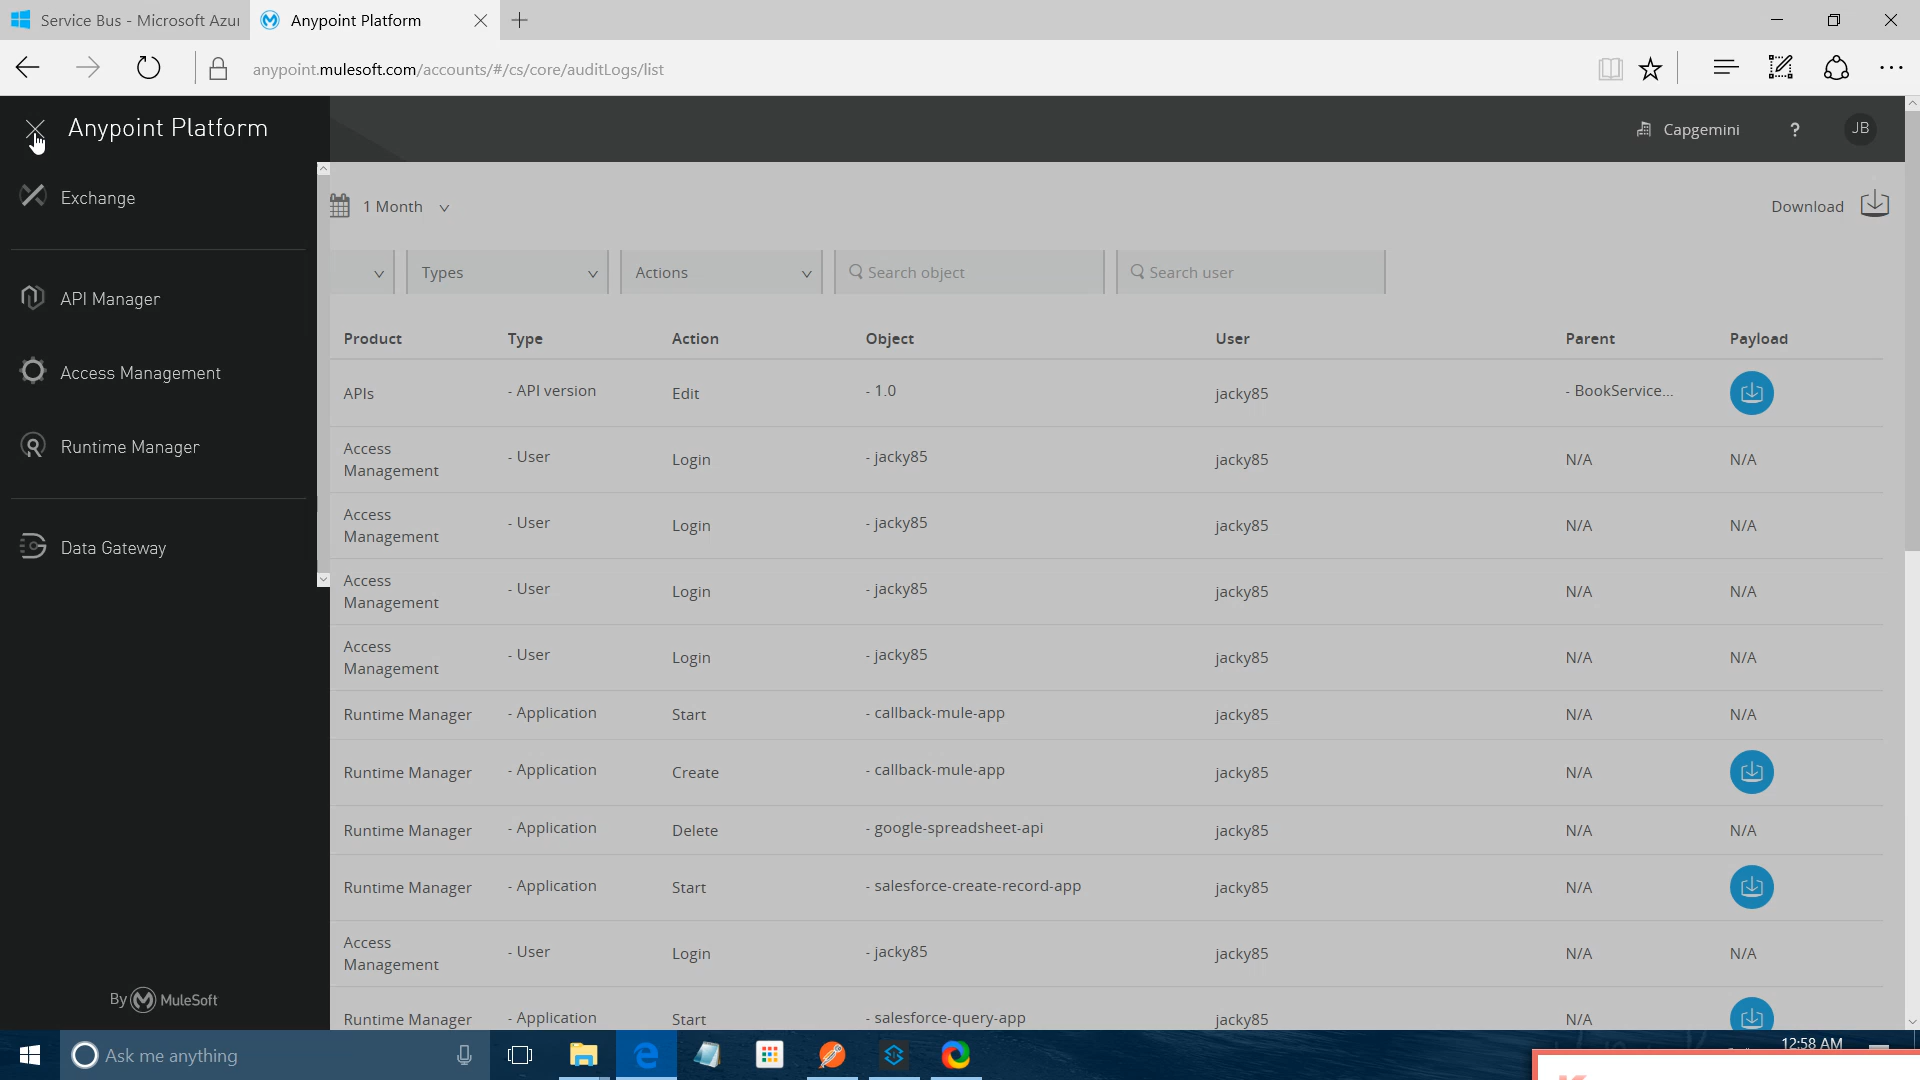 Service Bus - Microsoft Azur
Anypoint Platform
anypoint.mulesoft.com/accounts/#/cs/core/auditLogs/list
Anypoint Platform
Capgemini
?
JB
Exchange
API Manager
Access Management
Runtime Manager
Data Gateway
By MuleSoft
1 Month
Download
Types
Actions
Search object
Search user
Product Type Action Object User Parent Payload
APIs - API version Edit - 1.0 jacky85 - BookService...
Access Management - User Login - jacky85 jacky85 N/A N/A
Access Management - User Login - jacky85 jacky85 N/A N/A
Access Management - User Login - jacky85 jacky85 N/A N/A
Access Management - User Login - jacky85 jacky85 N/A N/A
Runtime Manager - Application Start - callback-mule-app jacky85 N/A N/A
Runtime Manager - Application Create - callback-mule-app jacky85 N/A
Runtime Manager - Application Delete - google-spreadsheet-api jacky85 N/A N/A
Runtime Manager - Application Start - salesforce-create-record-app jacky85 N/A
Access Management - User Login - jacky85 jacky85 N/A N/A
Runtime Manager - Application Start - salesforce-query-app jacky85 N/A
Ask me anything
12:58 AM